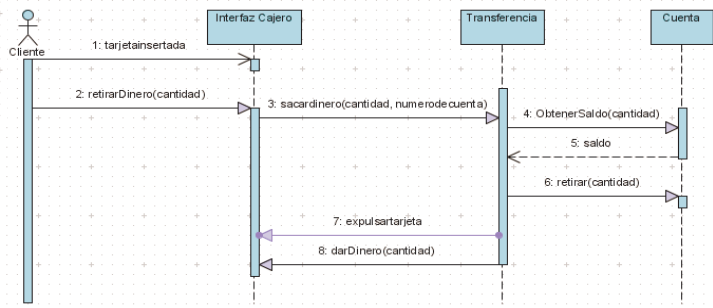 Interfaz Cajero
Transferencia
Cuenta
Cliente
1: tarjetainsertada
2: retirarDinero(cantidad)
3: sacardinero(cantidad, numerodecuenta)
4: ObtenerSaldo(cantidad)
5: saldo
6: retirar(cantidad)
7: expulsartarjeta
8: darDinero(cantidad)